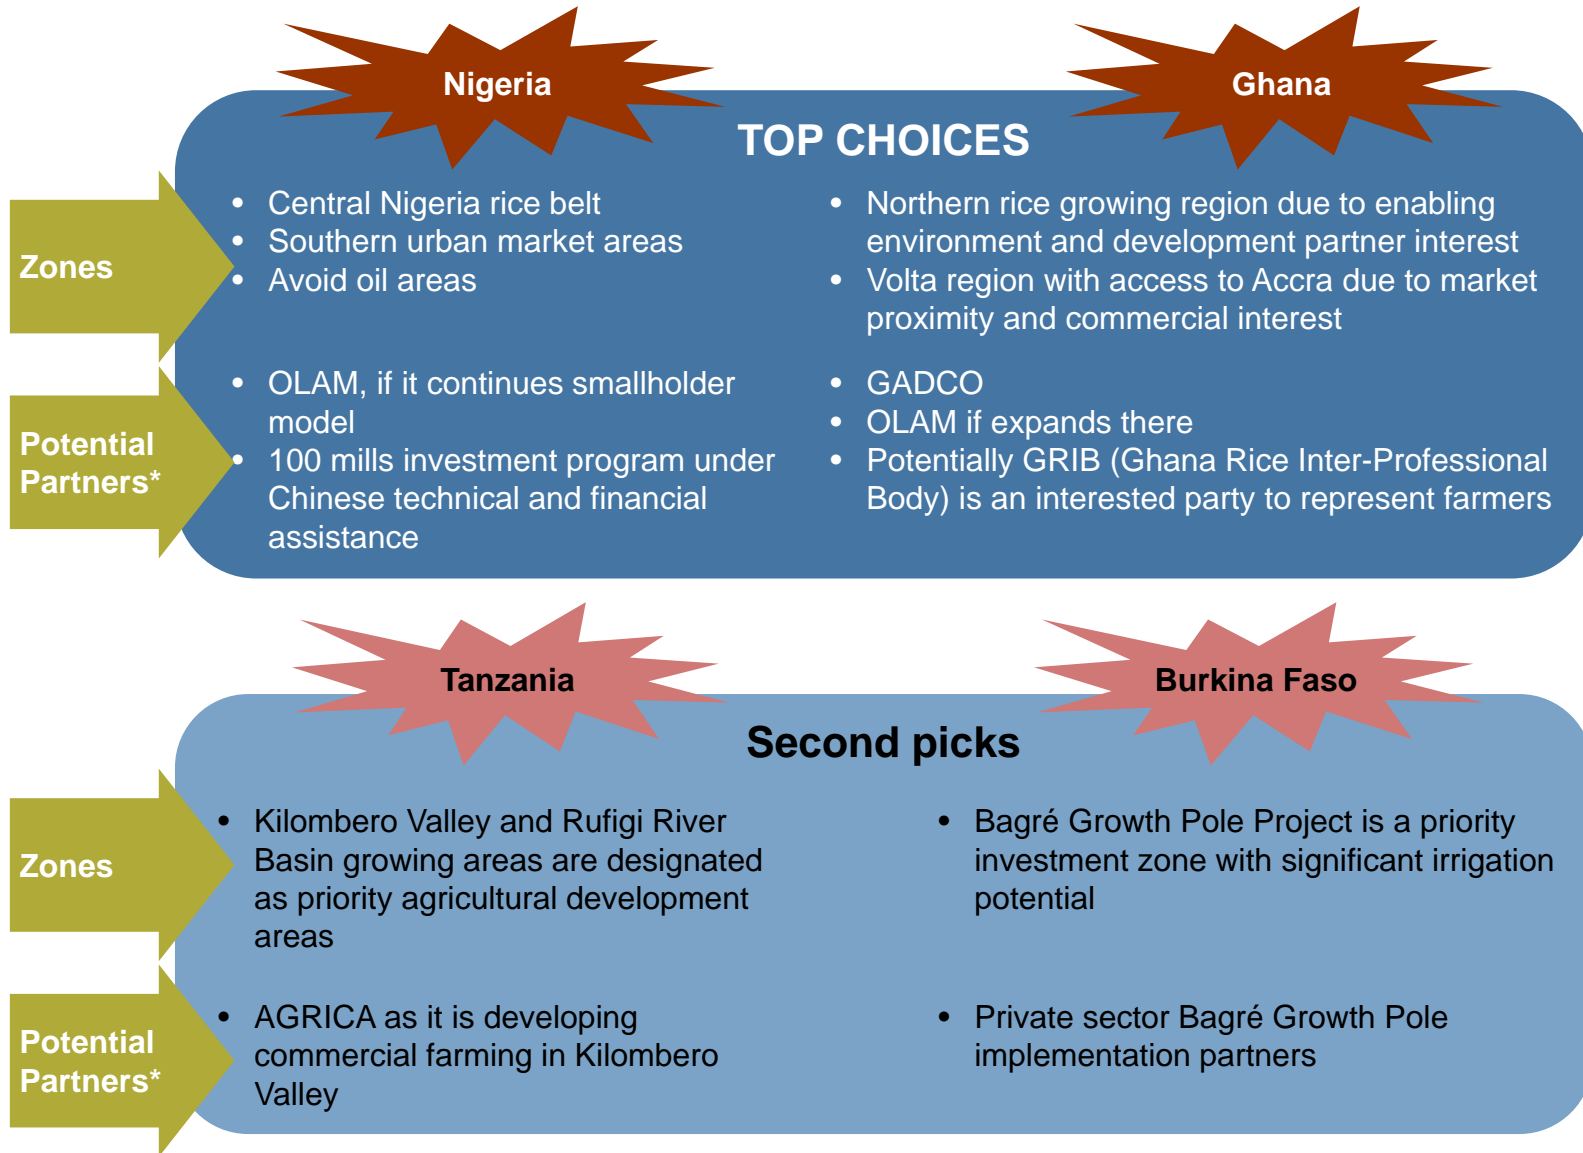 Nigeria
Ghana
TOP CHOICES
Zones
• Central Nigeria rice belt
• Southern urban market areas
• Avoid oil areas
• Northern rice growing region due to enabling
environment and development partner interest
• Volta region with access to Accra due to market
proximity and commercial interest
Potential
Partners*
• OLAM, if it continues smallholder
model
• 100 mills investment program under
Chinese technical and financial
assistance
• GADCO
• OLAM if expands there
• Potentially GRIB (Ghana Rice Inter-Professional
Body) is an interested party to represent farmers
Tanzania
Burkina Faso
Second picks
Zones
• Kilombero Valley and Rufigi River
Basin growing areas are designated
as priority agricultural development
areas
• Bagré Growth Pole Project is a priority
investment zone with significant irrigation
potential
Potential
Partners*
• AGRICA as it is developing
commercial farming in Kilombero
Valley
• Private sector Bagré Growth Pole
implementation partners